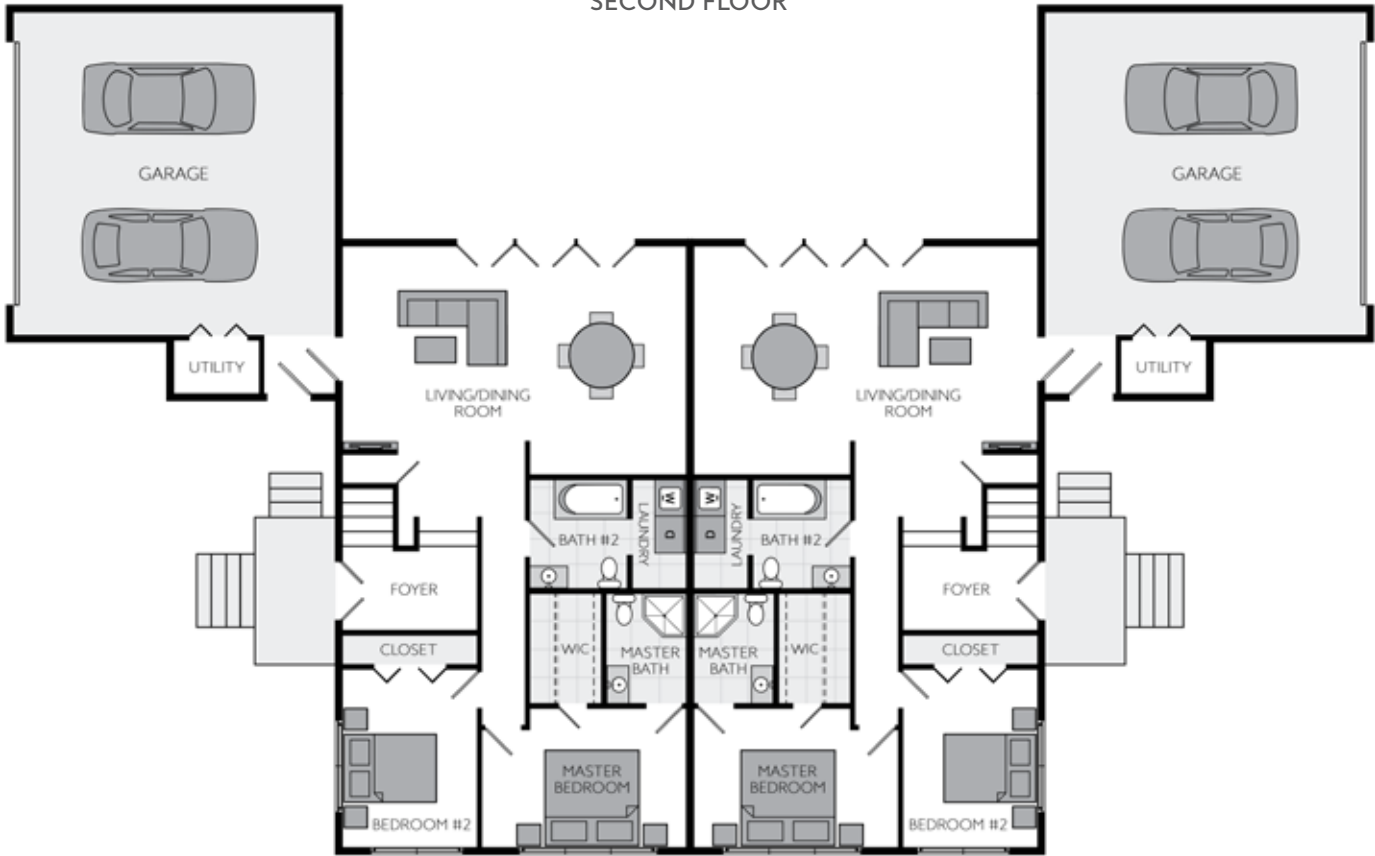 SECOND FLOOR
GARAGE
GARAGE
UTILITY
UTILITY
LIVING/DINING
ROOM
LIVING/DINING
ROOM
W
W
LAUNDRY
LAUNDRY
D
D
BATH #2
BATH #2
FOYER
FOYER
CLOSET
WIC
MASTER
BATH
MASTER
BATH
WIC
CLOSET
MASTER
BEDROOM
MASTER
BEDROOM
BEDROOM #2
BEDROOM #2